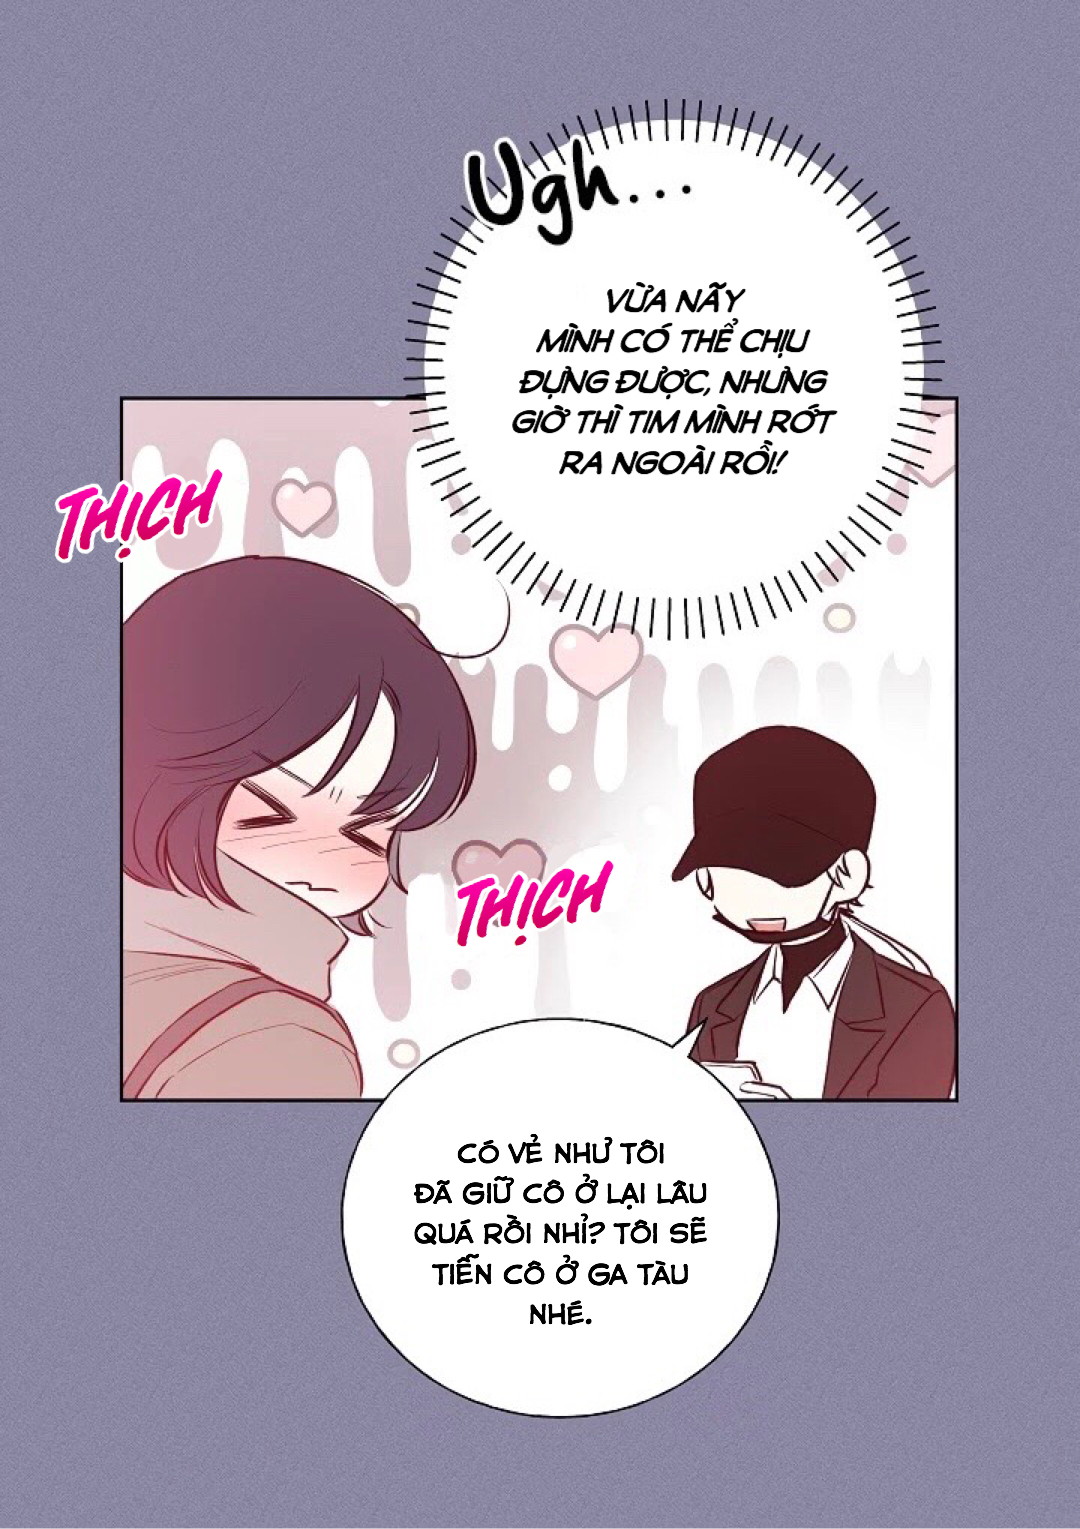 Ugh...
VỪA NÃY
MÌNH CÓ THỂ CHỊU
ĐỰNG ĐƯỢC, NHƯNG
GIỜ THÌ TIM MÌNH RỚT
RA NGOÀI RỒI!
THỊCH
THỊCH
CÓ VẺ NHƯ TÔI
ĐÃ GIỮ CÔ Ở LẠI LÂU
QUÁ RỒI NHỈ? TÔI SẼ
TIỄN CÔ Ở GA TÀU
NHÉ.